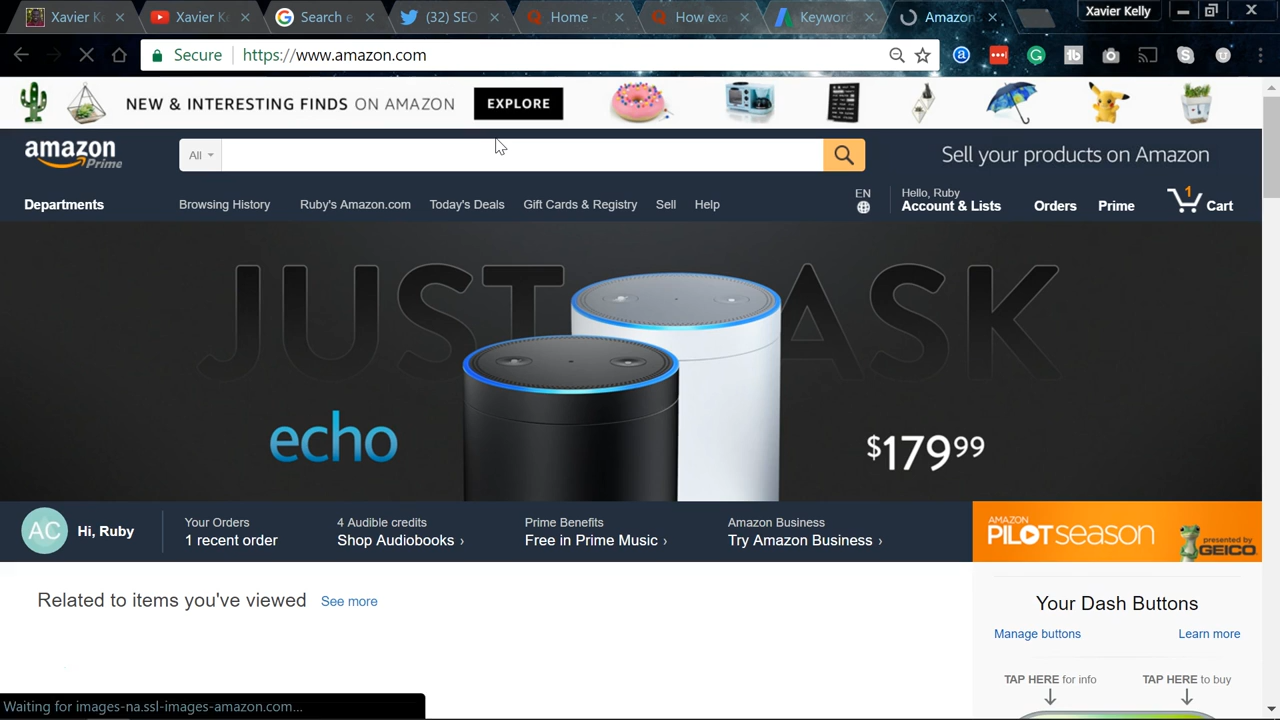 Xavier Ke
Xavier Ke
Search e
(32) SEO
Home -
How exa
Keyword
Amazon
Xavier Kelly
Secure
https://www.amazon.com
NEW & INTERESTING FINDS ON AMAZON
EXPLORE
amazon
Prime
All
Sell your products on Amazon
Departments
Browsing History
Ruby's Amazon.com
Today's Deals
Gift Cards & Registry
Sell
Help
EN
Hello, Ruby
Account & Lists
Orders
Prime
1
Cart
JUST ASK
echo
$179 99
AC
Hi, Ruby
Your Orders
1 recent order
4 Audible credits
Shop Audiobooks ›
Prime Benefits
Free in Prime Music ›
Amazon Business
Try Amazon Business ›
AMAZON
PILOT SEASON
presented by
GEICO
Related to items you've viewed
See more
Your Dash Buttons
Manage buttons
Learn more
TAP HERE for info
TAP HERE to buy
Waiting for images-na.ssl-images-amazon.com...